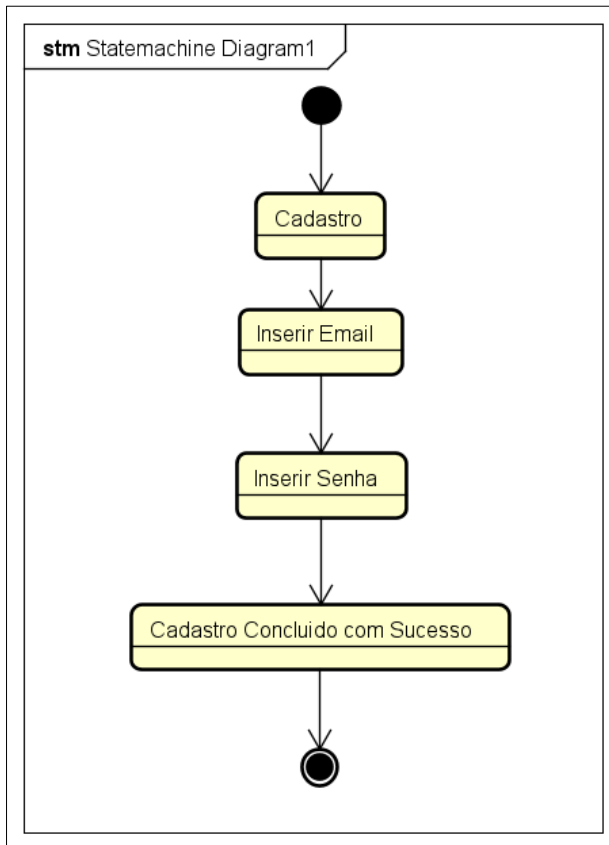 stm Statemachine Diagram1
Cadastro
Inserir Email
Inserir Senha
Cadastro Concluido com Sucesso